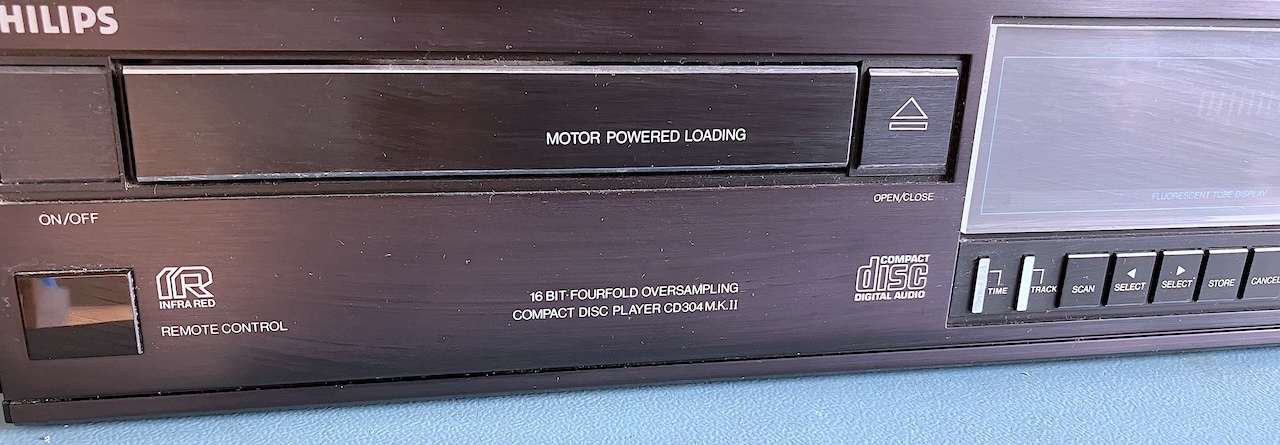 HILIPS
MOTOR POWERED LOADING
OPEN/CLOSE
ON/OFF
FLUORESCENT TUBE DISPLAY
INFRA RED
REMOTE CONTROL
16 BIT·FOURFOLD OVERSAMPLING
COMPACT DISC PLAYER CD304 M.K.II
COMPACT
disc
DIGITAL AUDIO
TIME
TRACK
SCAN
SELECT
SELECT
STORE
CANCEL